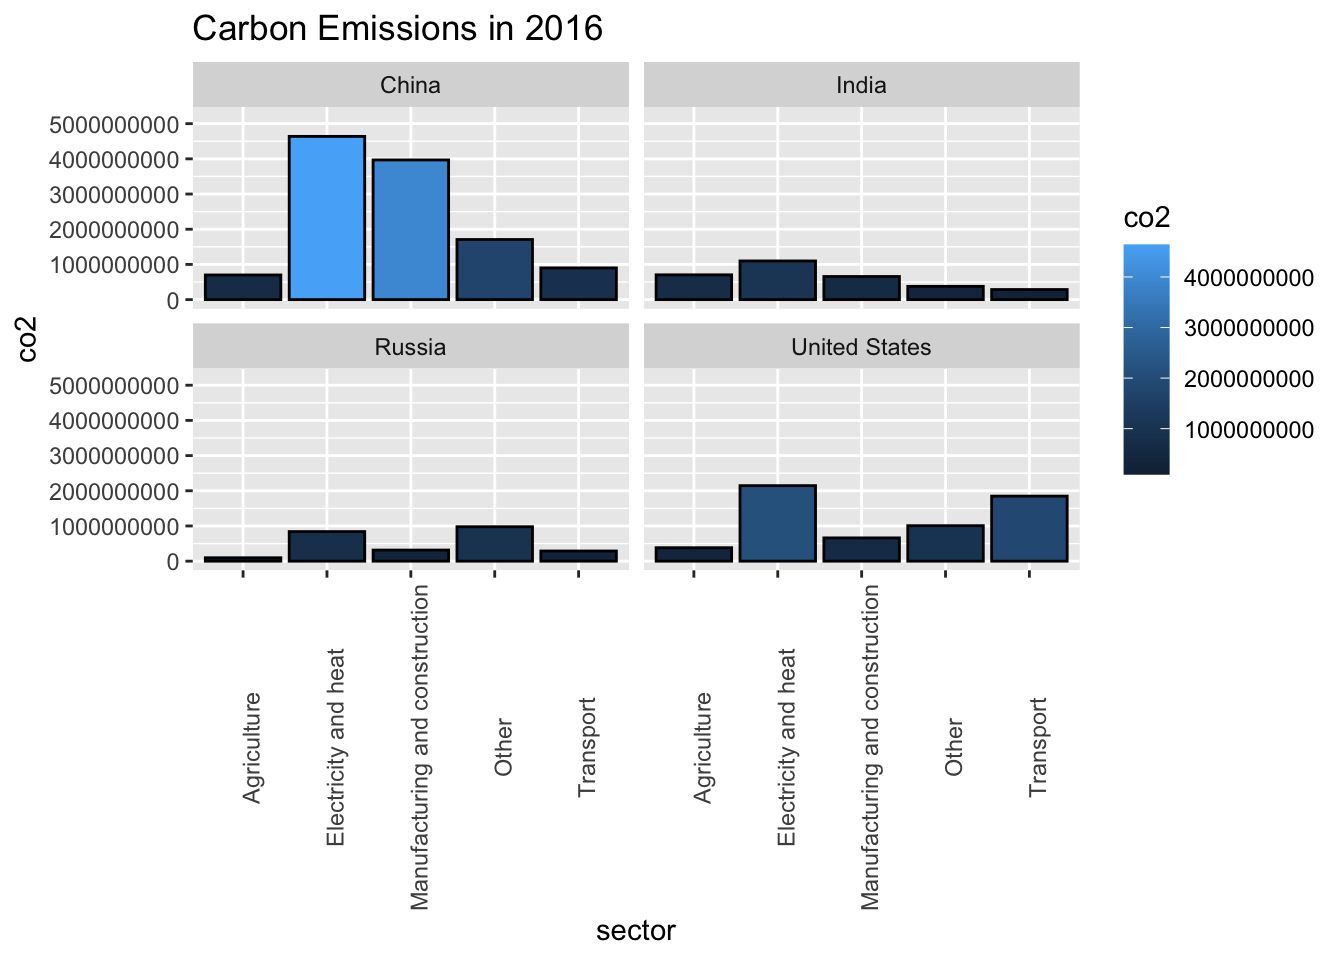 Carbon Emissions in 2016
China
India
5000000000
4000000000
3000000000
2000000000
1000000000
0
Russia
United States
5000000000
4000000000
3000000000
2000000000
1000000000
0
co2
Agriculture
Electricity and heat
Manufacturing and construction
Other
Transport
Agriculture
Electricity and heat
Manufacturing and construction
Other
Transport
sector
co2
4000000000
3000000000
2000000000
1000000000